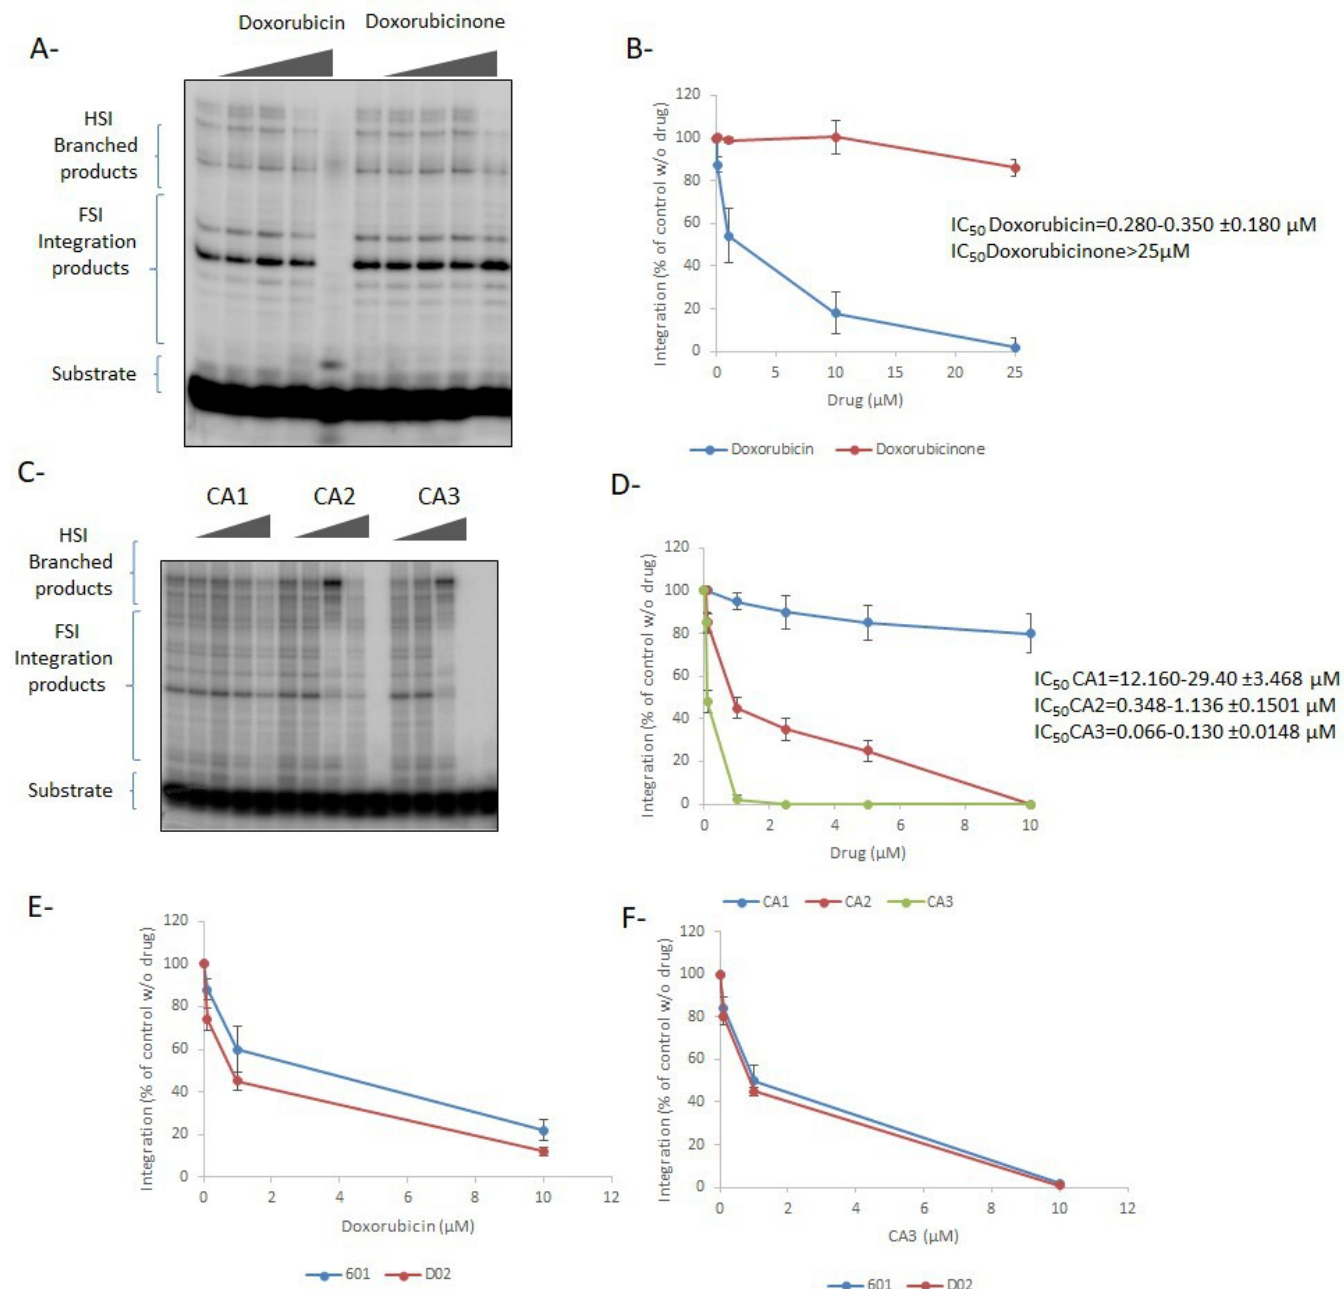 A-
Doxorubicin Doxorubicinone
HSI
Branched
products
FSI
Integration
products
Substrate
B-
Integration (% of control w/o drug)
120
100
80
60
40
20
0
0 5 10 15 20 25
Drug (µM)
Doxorubicin Doxorubicinone
IC50 Doxorubicin=0.280-0.350 ±0.180 µM
IC50Doxorubicinone>25µM
C-
CA1 CA2 CA3
HSI
Branched
products
FSI
Integration
products
Substrate
D-
Integration (% of control w/o drug)
120
100
80
60
40
20
0
0 2 4 6 8 10
Drug (µM)
CA1 CA2 CA3
IC50 CA1=12.160-29.40 ±3.468 µM
IC50CA2=0.348-1.136 ±0.1501 µM
IC50CA3=0.066-0.130 ±0.0148 µM
E-
Integration (% of control w/o drug)
120
100
80
60
40
20
0
0 2 4 6 8 10 12
Doxorubicin (µM)
601 D02
F-
Integration (% of control w/o drug)
120
100
80
60
40
20
0
0 2 4 6 8 10 12
CA3 (µM)
601 D02